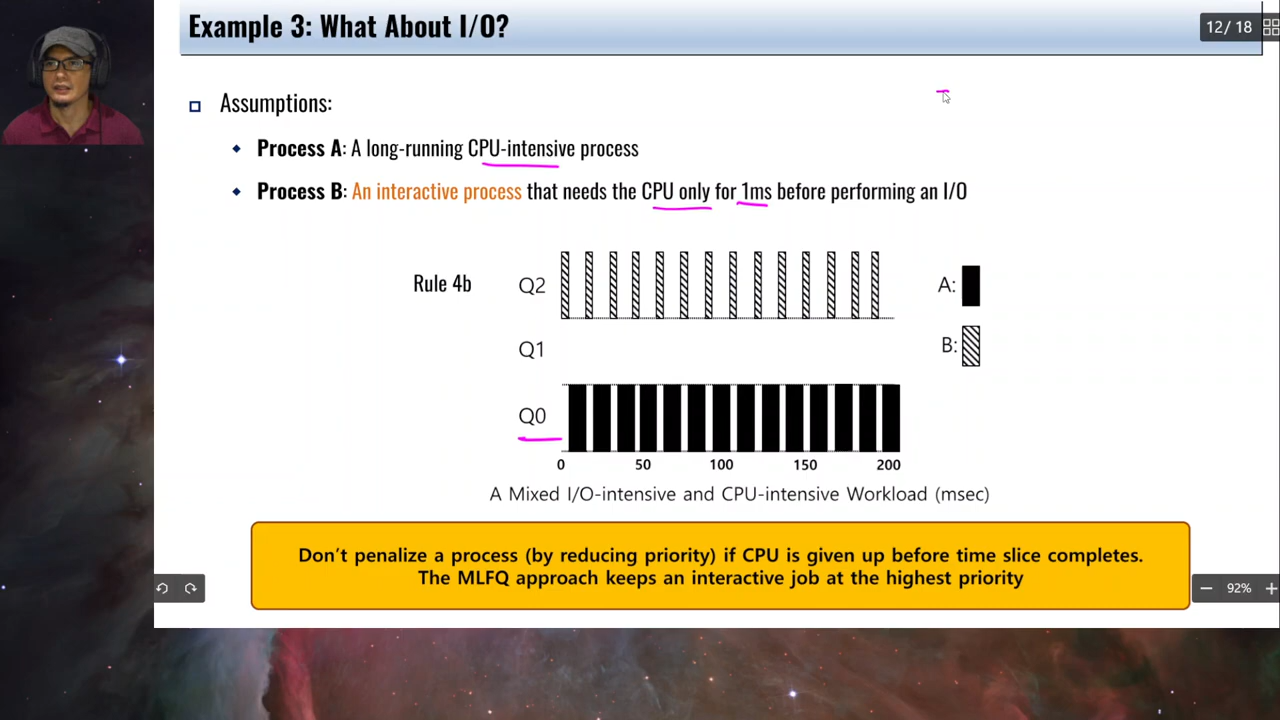 Example 3: What About I/O?
12/ 18
Assumptions:
Process A: A long-running CPU-intensive process
Process B: An interactive process that needs the CPU only for 1ms before performing an I/O
Rule 4b
Q2
A:
Q1
B:
Q0
0 50 100 150 200
A Mixed I/O-intensive and CPU-intensive Workload (msec)
Don't penalize a process (by reducing priority) if CPU is given up before time slice completes.
The MLFQ approach keeps an interactive job at the highest priority
92%